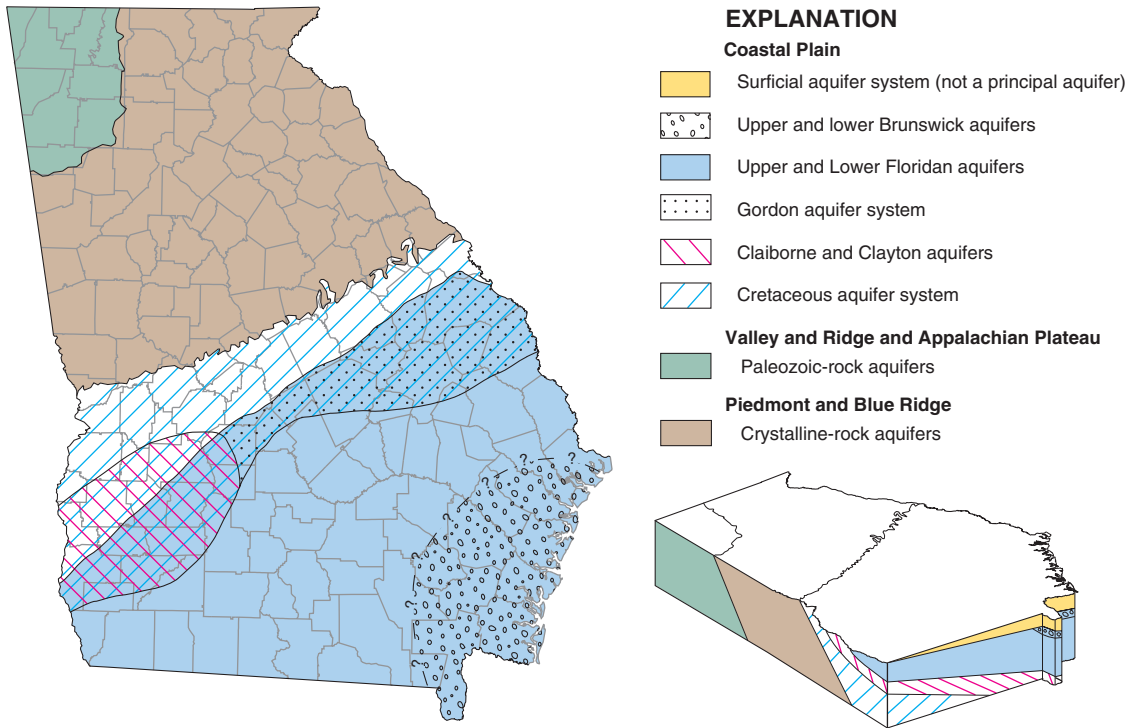 EXPLANATION
Coastal Plain
Surficial aquifer system (not a principal aquifer)
Upper and lower Brunswick aquifers
Upper and Lower Floridan aquifers
Gordon aquifer system
Claiborne and Clayton aquifers
Cretaceous aquifer system
Valley and Ridge and Appalachian Plateau
Paleozoic-rock aquifers
Piedmont and Blue Ridge
Crystalline-rock aquifers
?
?
?
?
?
?